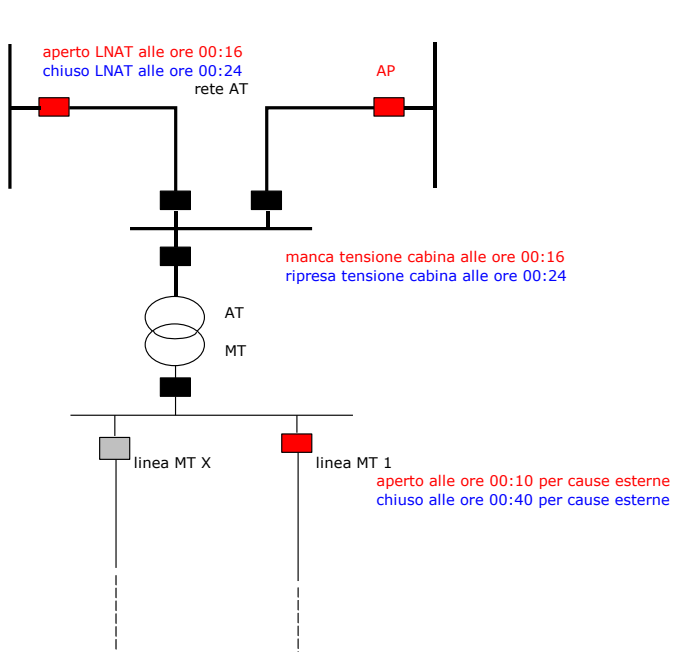 aperto LNAT alle ore 00:16
chiuso LNAT alle ore 00:24
rete AT
AP
manca tensione cabina alle ore 00:16
ripresa tensione cabina alle ore 00:24
AT
MT
linea MT X
linea MT 1
aperto alle ore 00:10 per cause esterne
chiuso alle ore 00:40 per cause esterne